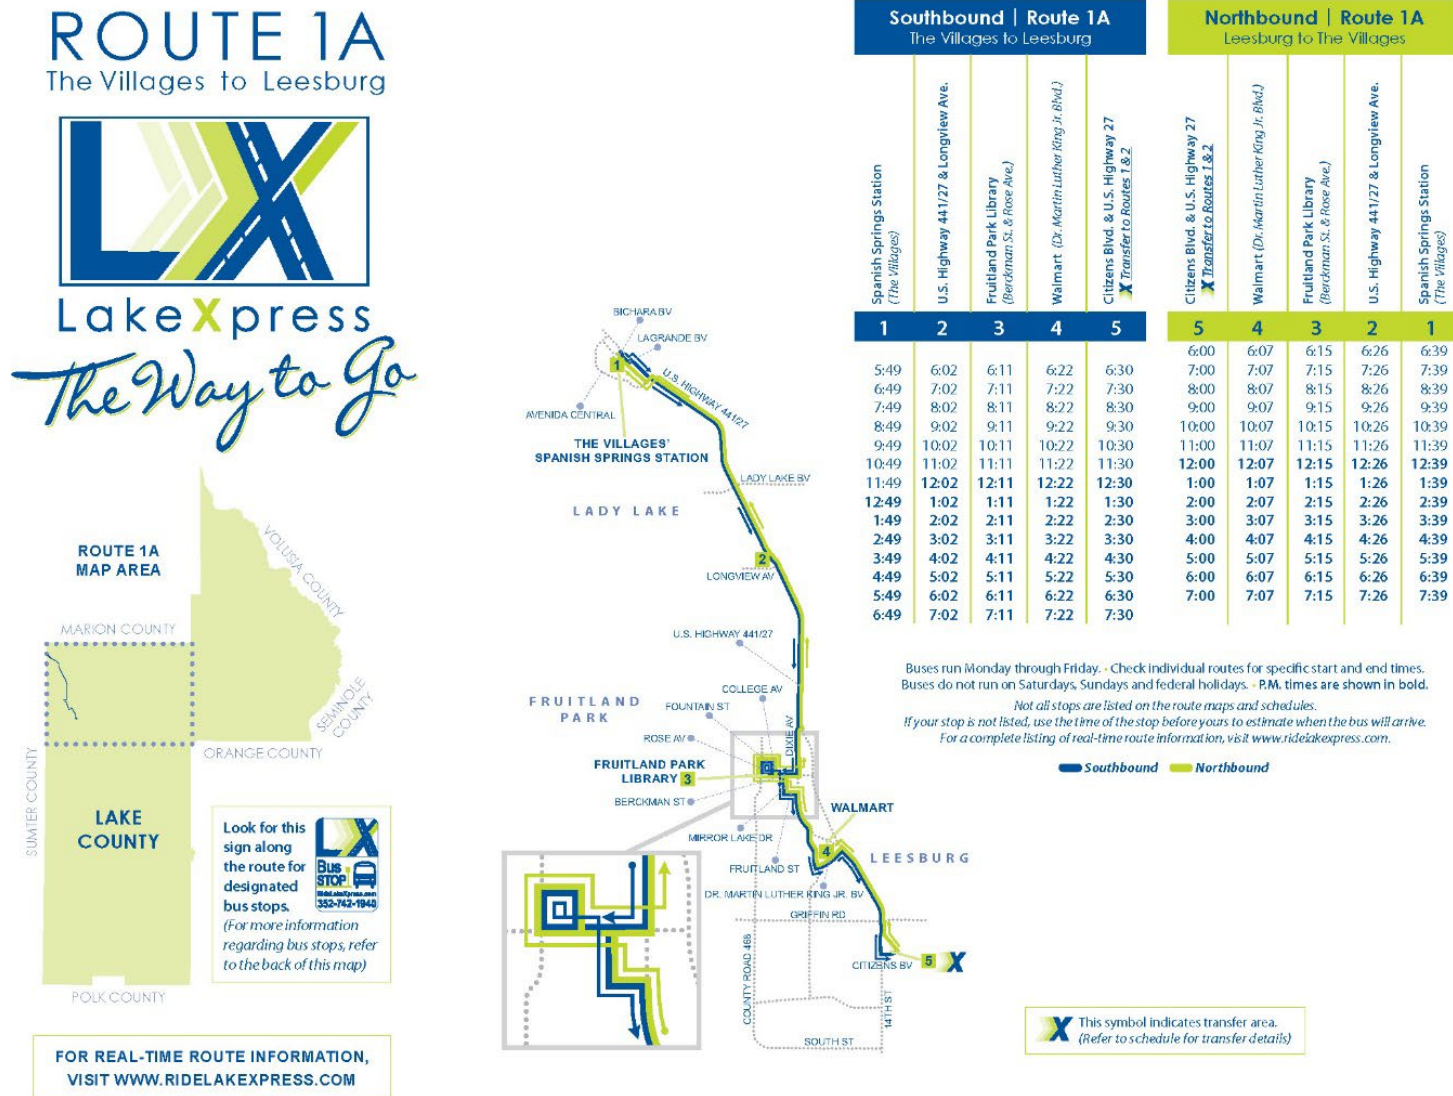 ROUTE 1A
The Villages to Leesburg
LX
LakeXpress
The Way to Go
ROUTE 1A
MAP AREA
MARION COUNTY
VOLUSIA COUNTY
SEMINOLE
COUNTY
ORANGE COUNTY
SUMTER COUNTY
LAKE
COUNTY
POLK COUNTY
Look for this
sign along
the route for
designated
bus stops.
(For more information
regarding bus stops, refer
to the back of this map)
LX
BUS
STOP
RideLakeXpress.com
352-742-1940
FOR REAL-TIME ROUTE INFORMATION,
VISIT WWW.RIDELAKEXPRESS.COM
BICHARA BV
LAGRANDE BV
1
U.S. HIGHWAY 441/27
AVENIDA CENTRAL
THE VILLAGES'
SPANISH SPRINGS STATION
LADY LAKE BV
LADY LAKE
2
LONGVIEW AV
U.S. HIGHWAY 441/27
COLLEGE AV
FRUITLAND
PARK
FOUNTAIN ST
DIXIE AV
ROSE AV
FRUITLAND PARK
LIBRARY 3
BERCKMAN ST
WALMART
MIRROR LAKE DR
4
LEESBURG
FRUITLAND ST
DR. MARTIN LUTHER KING JR. BV
GRIFFIN RD
COUNTY ROAD 468
CITIZENS BV 5 X
14TH ST
SOUTH ST
Southbound | Route 1A
The Villages to Leesburg
Spanish Springs Station
(The Villages)
U.S. Highway 441/27 & Longview Ave.
Fruitland Park Library
(Berckman St. & Rose Ave.)
Walmart (Dr. Martin Luther King Jr. Blvd.)
Citizens Blvd. & U.S. Highway 27
X Transfer to Routes 1 & 2
1 2 3 4 5
5:49 6:02 6:11 6:22 6:30
6:49 7:02 7:11 7:22 7:30
7:49 8:02 8:11 8:22 8:30
8:49 9:02 9:11 9:22 9:30
9:49 10:02 10:11 10:22 10:30
10:49 11:02 11:11 11:22 11:30
11:49 12:02 12:11 12:22 12:30
12:49 1:02 1:11 1:22 1:30
1:49 2:02 2:11 2:22 2:30
2:49 3:02 3:11 3:22 3:30
3:49 4:02 4:11 4:22 4:30
4:49 5:02 5:11 5:22 5:30
5:49 6:02 6:11 6:22 6:30
6:49 7:02 7:11 7:22 7:30
Northbound | Route 1A
Leesburg to The Villages
Citizens Blvd. & U.S. Highway 27
X Transfer to Routes 1 & 2
Walmart (Dr. Martin Luther King Jr. Blvd.)
Fruitland Park Library
(Berckman St. & Rose Ave.)
U.S. Highway 441/27 & Longview Ave.
Spanish Springs Station
(The Villages)
5 4 3 2 1
6:00 6:07 6:15 6:26 6:39
7:00 7:07 7:15 7:26 7:39
8:00 8:07 8:15 8:26 8:39
9:00 9:07 9:15 9:26 9:39
10:00 10:07 10:15 10:26 10:39
11:00 11:07 11:15 11:26 11:39
12:00 12:07 12:15 12:26 12:39
1:00 1:07 1:15 1:26 1:39
2:00 2:07 2:15 2:26 2:39
3:00 3:07 3:15 3:26 3:39
4:00 4:07 4:15 4:26 4:39
5:00 5:07 5:15 5:26 5:39
6:00 6:07 6:15 6:26 6:39
7:00 7:07 7:15 7:26 7:39
Buses run Monday through Friday. • Check individual routes for specific start and end times.
Buses do not run on Saturdays, Sundays and federal holidays. • P.M. times are shown in bold.
Not all stops are listed on the route maps and schedules.
If your stop is not listed, use the time of the stop before yours to estimate when the bus will arrive.
For a complete listing of real-time route information, visit www.ridelakexpress.com.
Southbound Northbound
X This symbol indicates transfer area.
(Refer to schedule for transfer details)